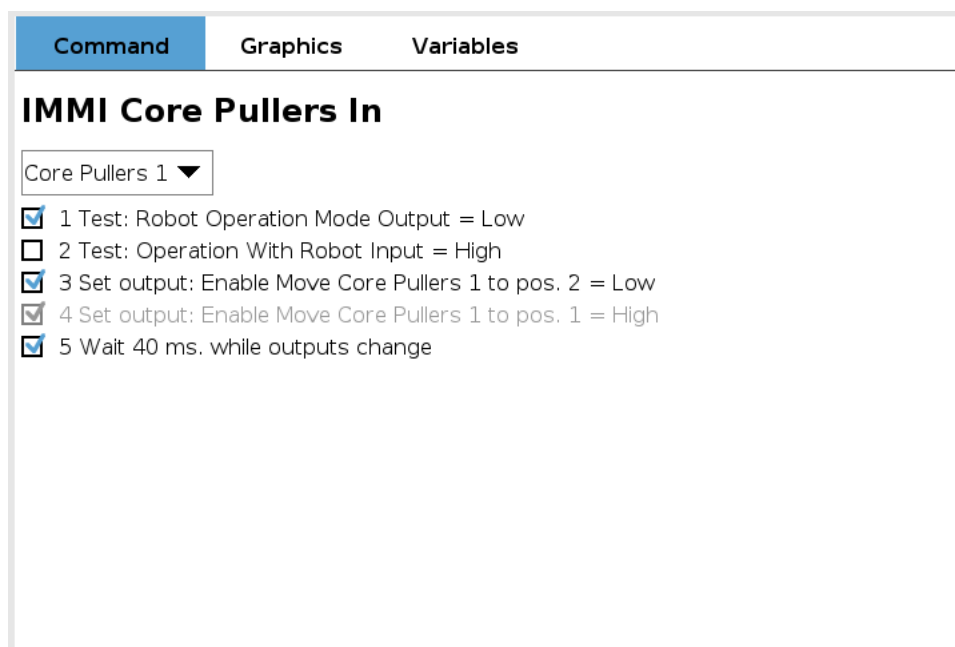 Command Graphics Variables
IMMI Core Pullers In
Core Pullers 1
1 Test: Robot Operation Mode Output = Low
2 Test: Operation With Robot Input = High
3 Set output: Enable Move Core Pullers 1 to pos. 2 = Low
4 Set output: Enable Move Core Pullers 1 to pos. 1 = High
5 Wait 40 ms. while outputs change